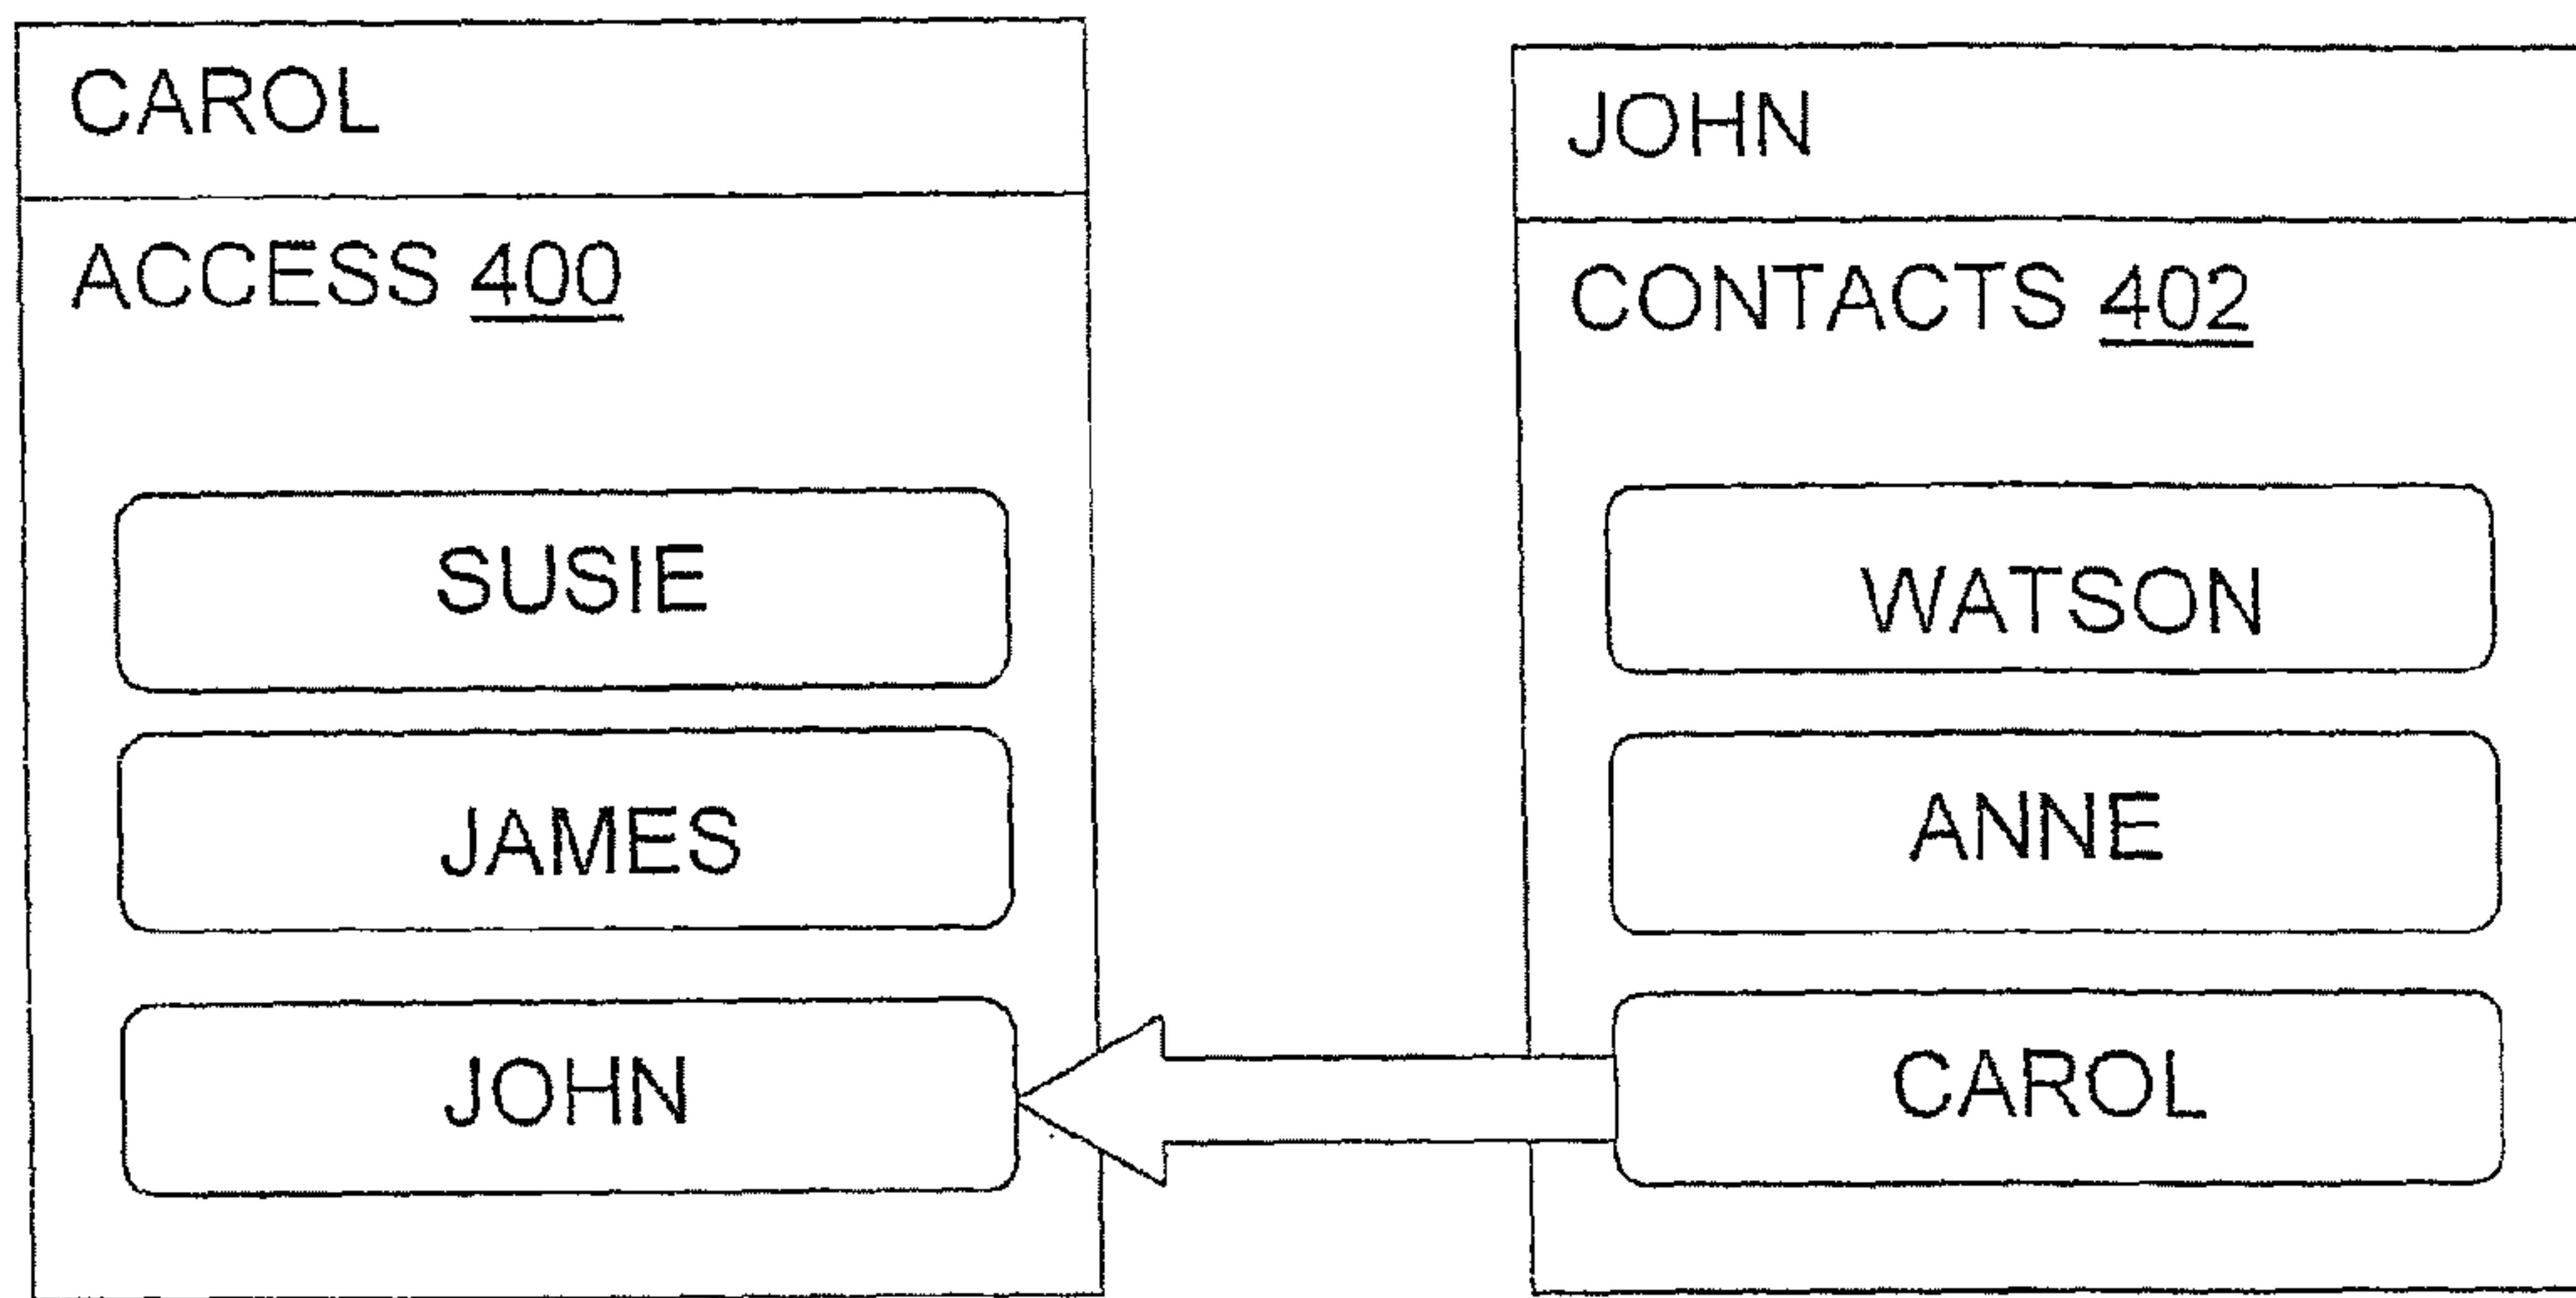 CAROL
ACCESS 400
SUSIE
JAMES
JOHN
JOHN
CONTACTS 402
WATSON
ANNE
CAROL